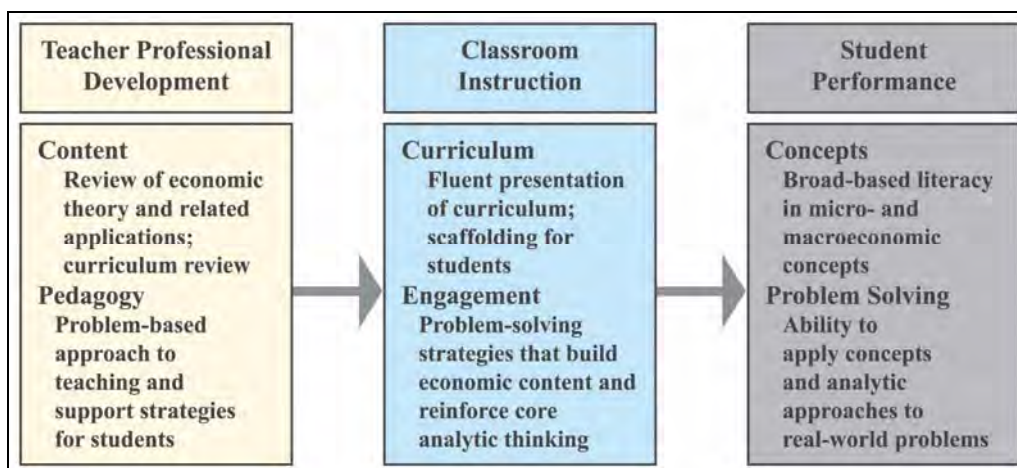 Teacher Professional
Development
Content
Review of economic
theory and related
applications;
curriculum review
Pedagogy
Problem-based
approach to
teaching and
support strategies
for students
Classroom
Instruction
Curriculum
Fluent presentation
of curriculum;
scaffolding for
students
Engagement
Problem-solving
strategies that build
economic content and
reinforce core
analytic thinking
Student
Performance
Concepts
Broad-based literacy
in micro- and
macroeconomic
concepts
Problem Solving
Ability to
apply concepts
and analytic
approaches to
real-world problems